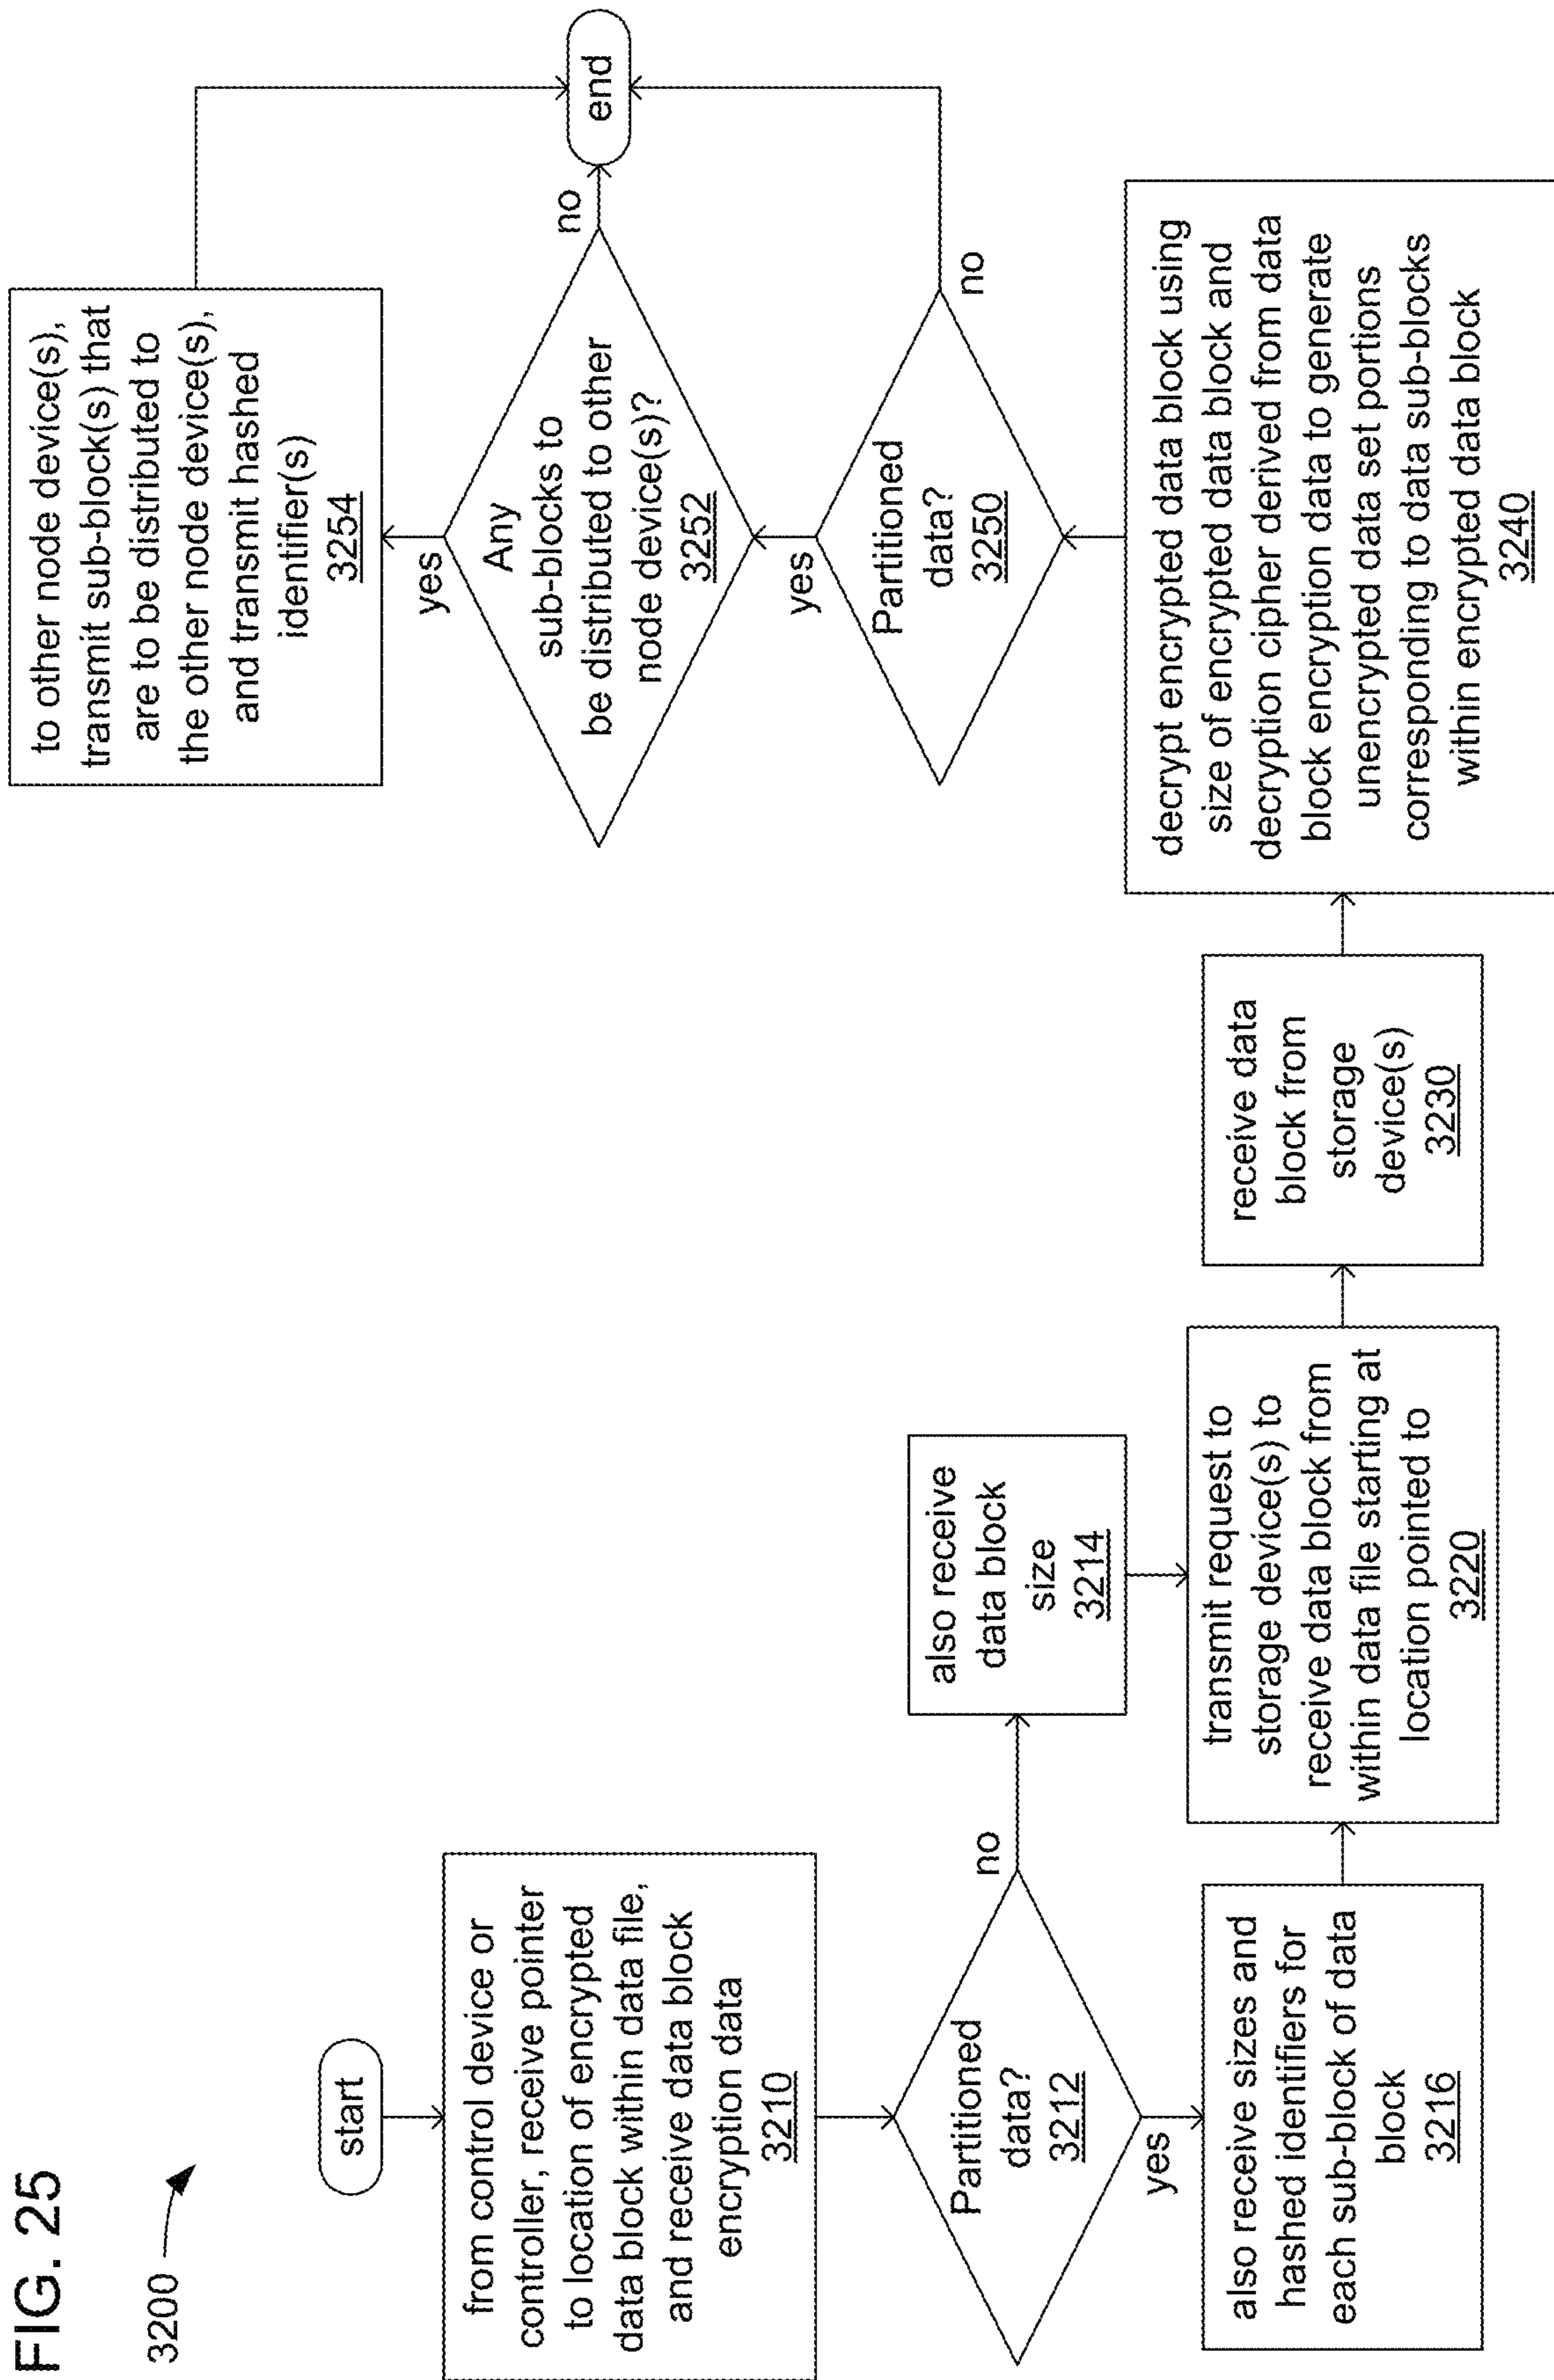 FIG. 25
3200
start
from control device or
controller, receive pointer
to location of encrypted
data block within data file,
and receive data block
encryption data
3210
Partitioned
data?
3212
no
yes
also receive
data block
size
3214
also receive sizes and
hashed identifiers for
each sub-block of data
block
3216
transmit request to
storage device(s) to
receive data block from
within data file starting at
location pointed to
3220
receive data
block from
storage
device(s)
3230
decrypt encrypted data block using
size of encrypted data block and
decryption cipher derived from data
block encryption data to generate
unencrypted data set portions
corresponding to data sub-blocks
within encrypted data block
3240
Partitioned
data?
3250
no
yes
Any
sub-blocks to
be distributed to other
node device(s)?
3252
no
yes
to other node device(s),
transmit sub-block(s) that
are to be distributed to
the other node device(s),
and transmit hashed
identifier(s)
3254
end